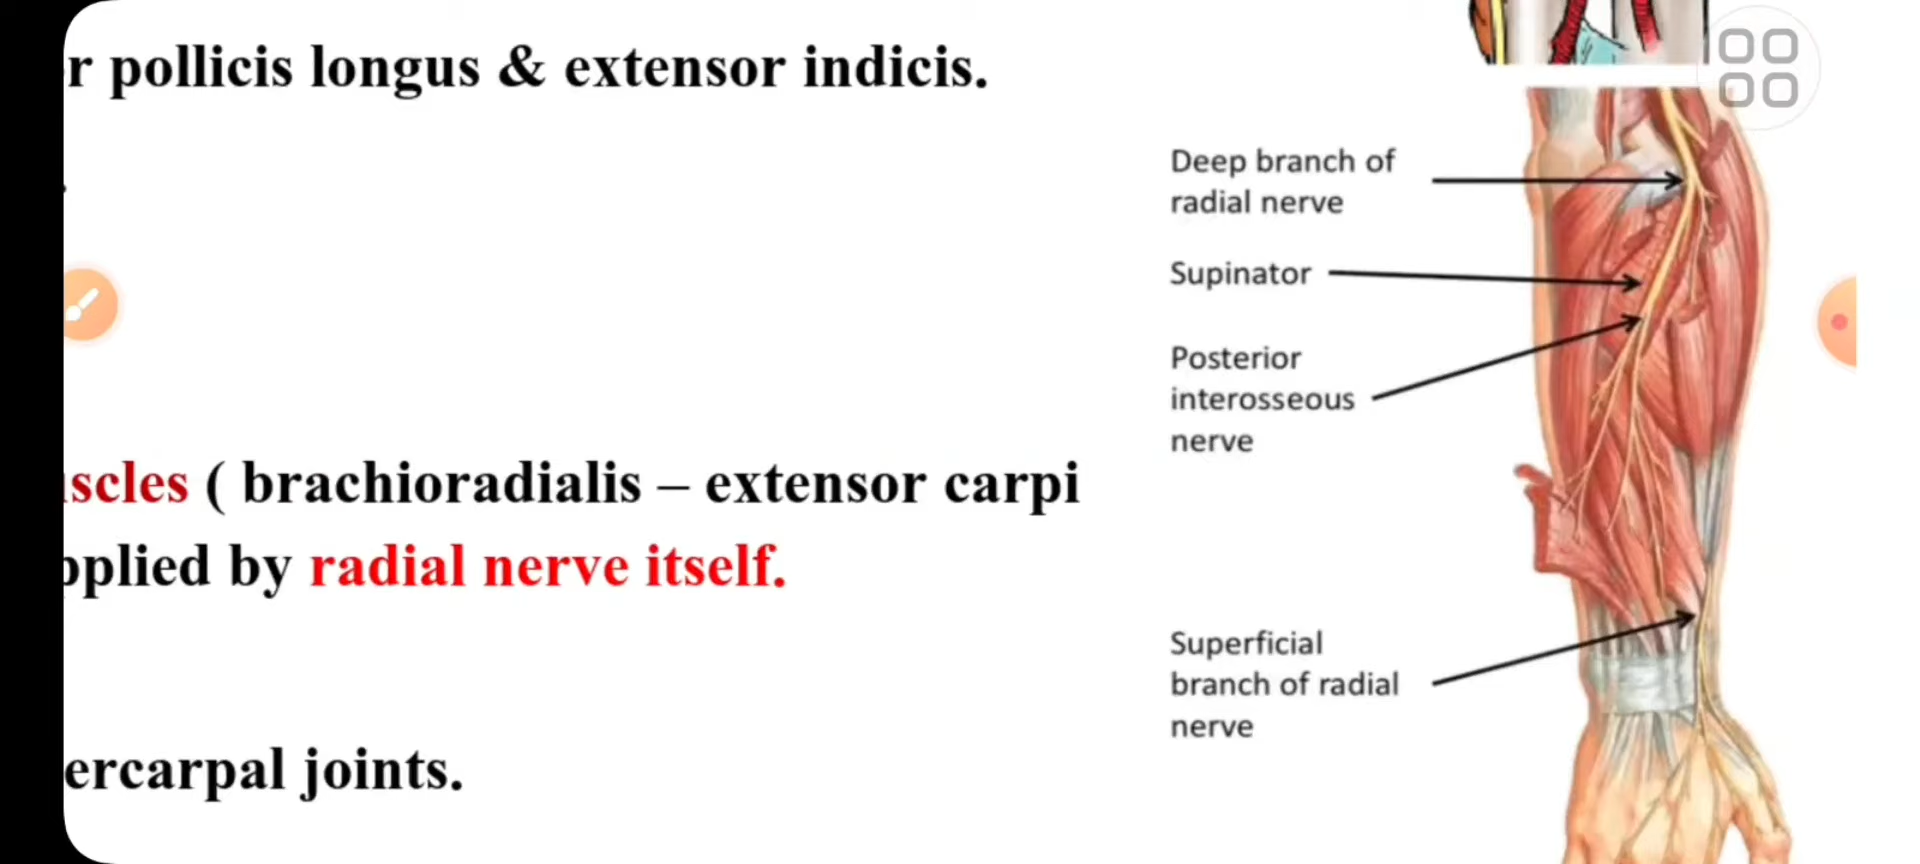 r pollicis longus & extensor indicis.
Deep branch of
radial nerve
Supinator
Posterior
interosseous
nerve
scles ( brachioradialis – extensor carpi
pplied by radial nerve itself.
Superficial
branch of radial
nerve
ercarpal joints.